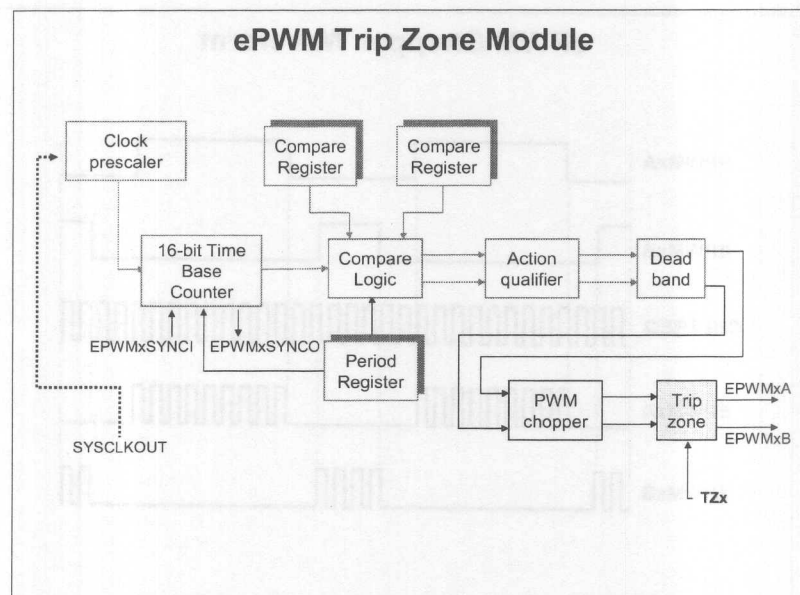 ePWM Trip Zone Module
Clock
prescaler
Compare
Register
Compare
Register
16-bit Time
Base
Counter
Compare
Logic
Action
qualifier
Dead
band
EPWMxSYNCI
EPWMxSYNCO
Period
Register
PWM
chopper
Trip
zone
EPWMxA
EPWMxB
SYSCLKOUT
TZx